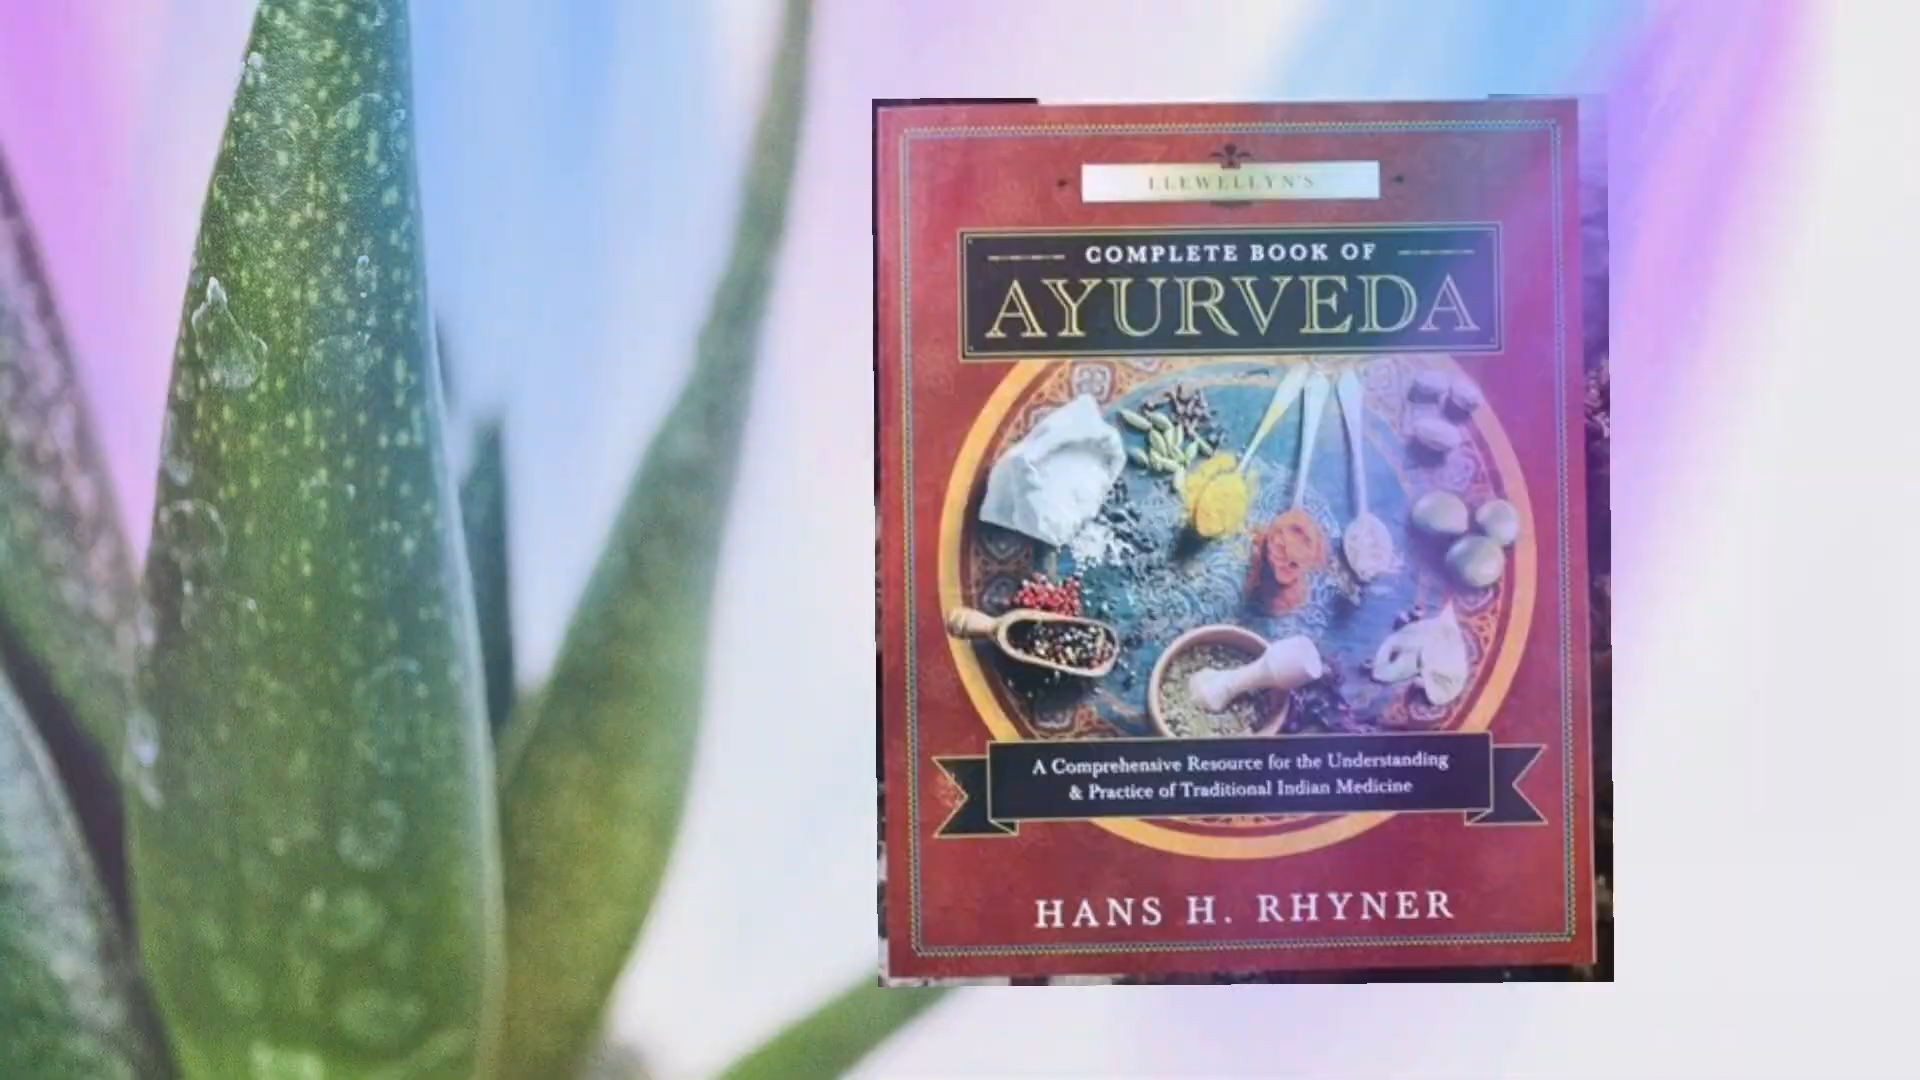 LLEWELLYN'S
COMPLETE BOOK OF
AYURVEDA
A Comprehensive Resource for the Understanding
& Practice of Traditional Indian Medicine
HANS H. RHYNER